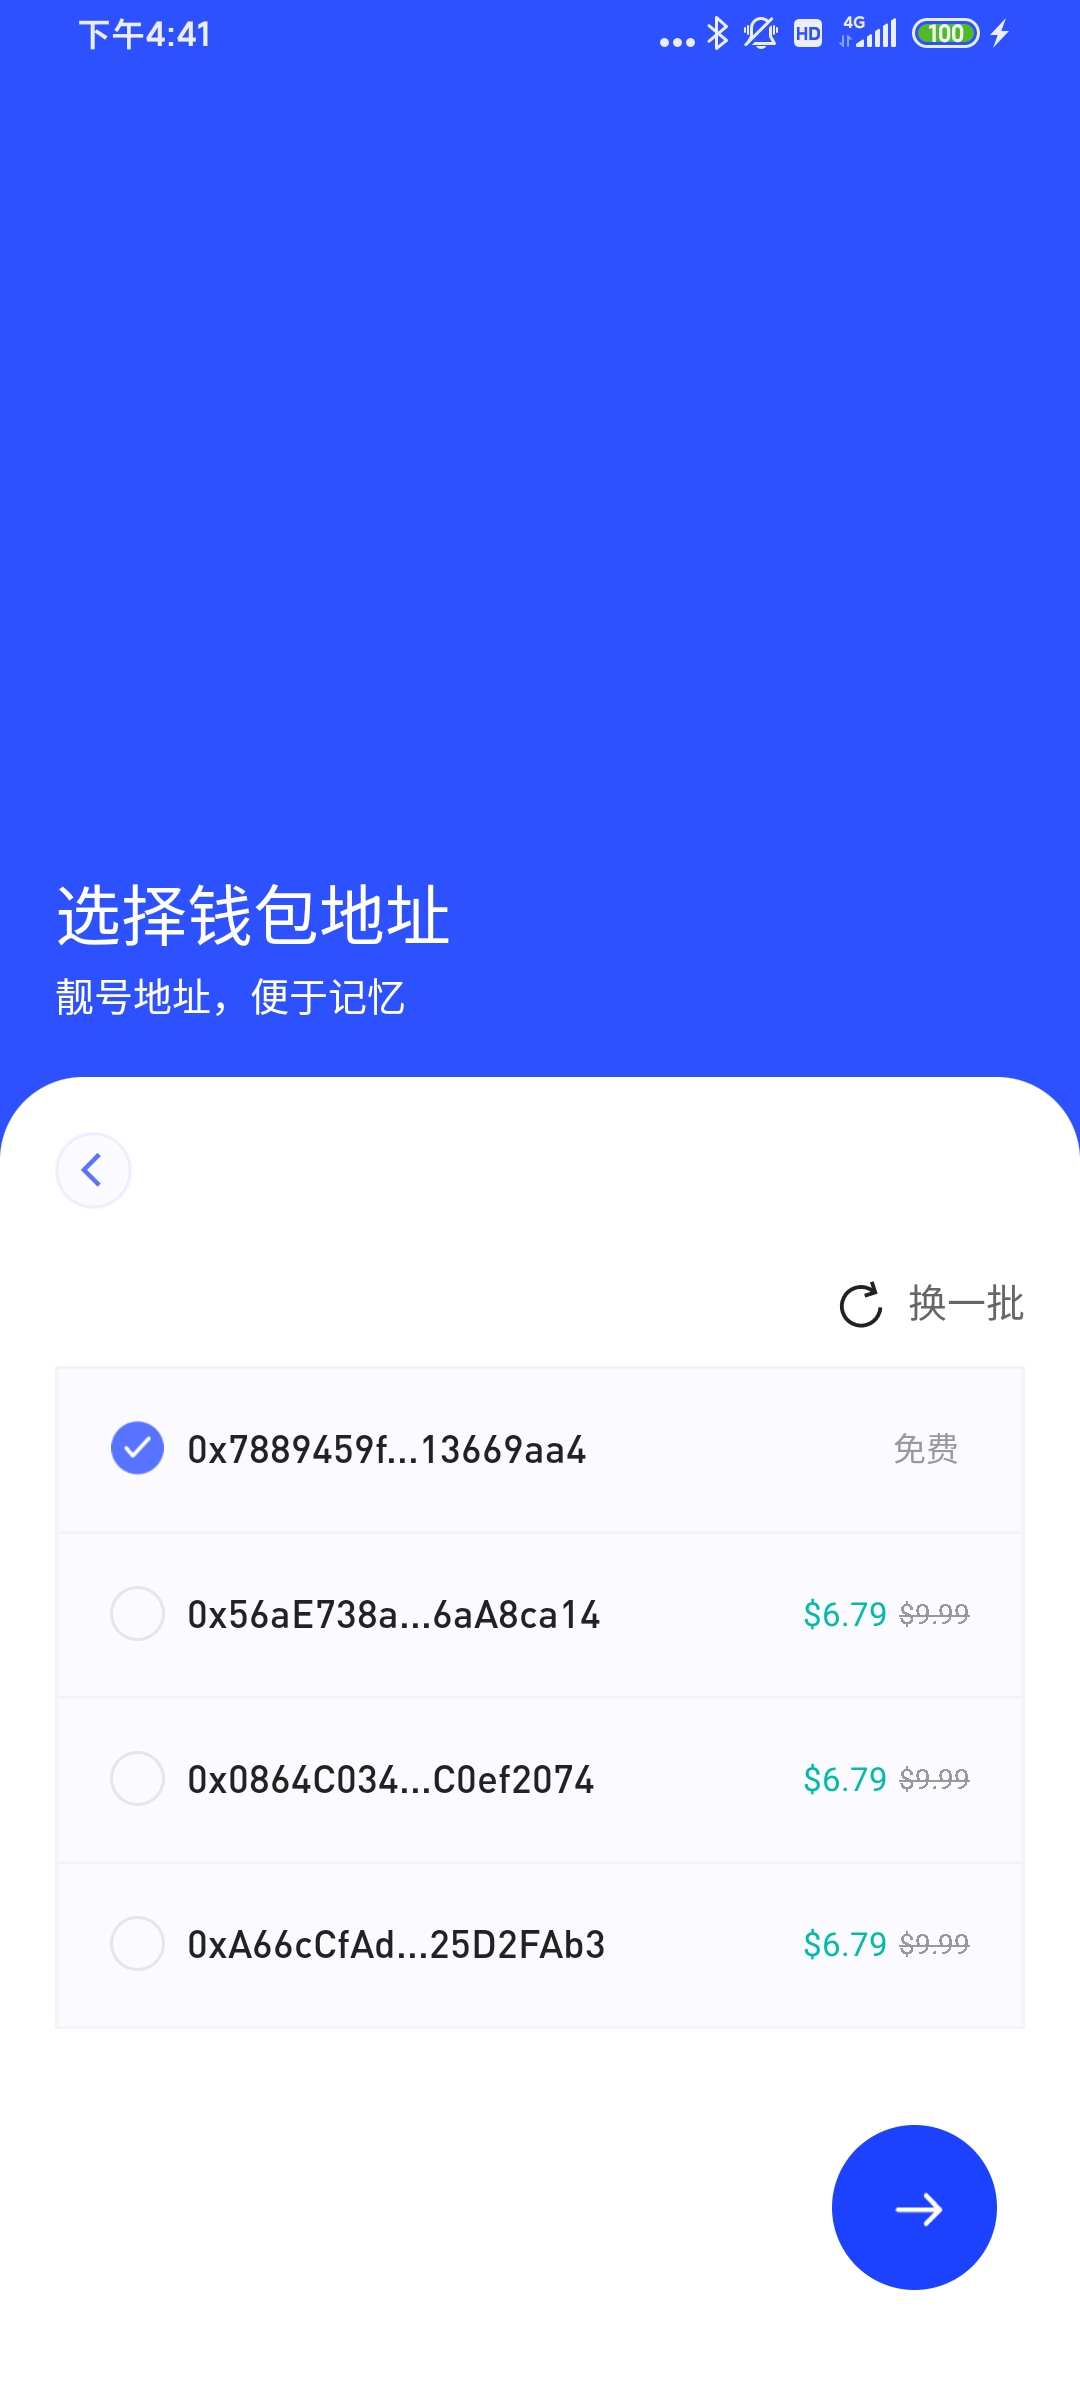 下午4:41
HD
4G
100
选择钱包地址
靓号地址，便于记忆
换一批
0x7889459f...13669aa4 免费
0x56aE738a...6aA8ca14 $6.79 $9.99
0x0864C034...C0ef2074 $6.79 $9.99
0xA66cCfAd...25D2FAb3 $6.79 $9.99